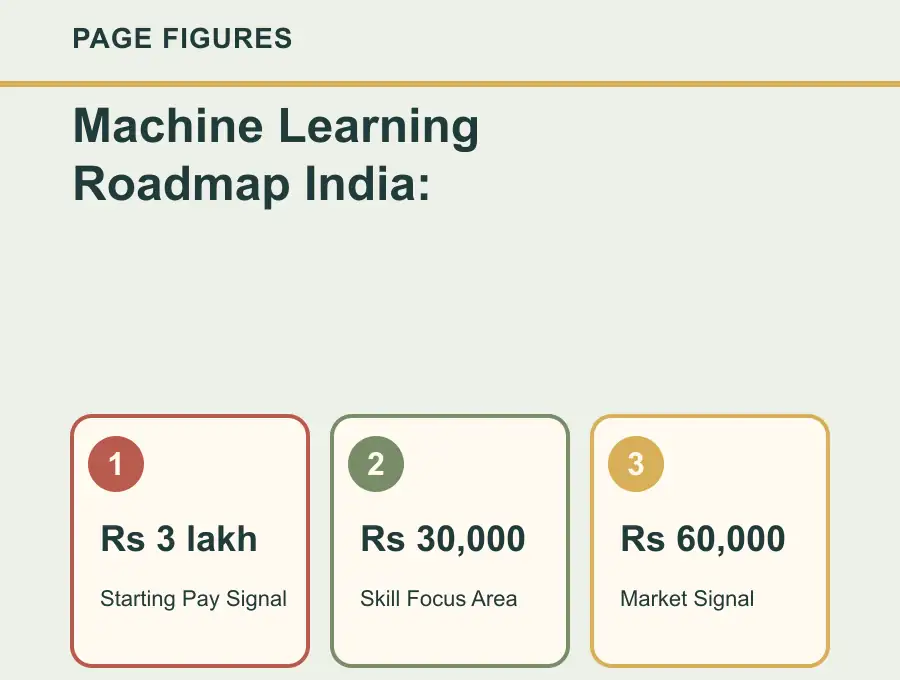 PAGE FIGURES
Machine Learning
Roadmap India:
1
Rs 3 lakh
Starting Pay Signal
2
Rs 30,000
Skill Focus Area
3
Rs 60,000
Market Signal